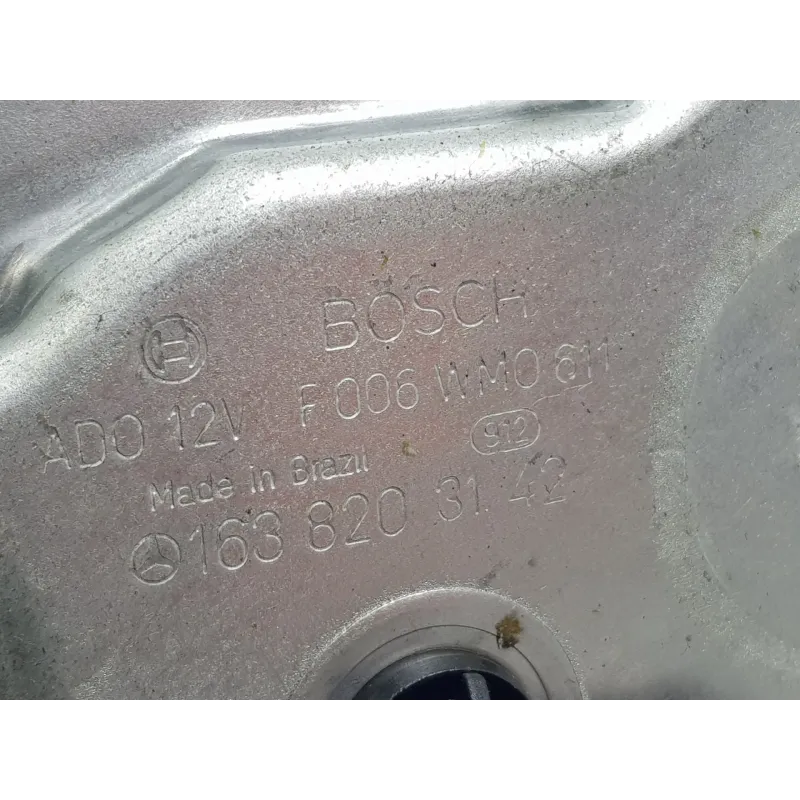 BOSCH
ADO 12V F 006 WM0 611
Made in Brazil 912
163 820 31 42